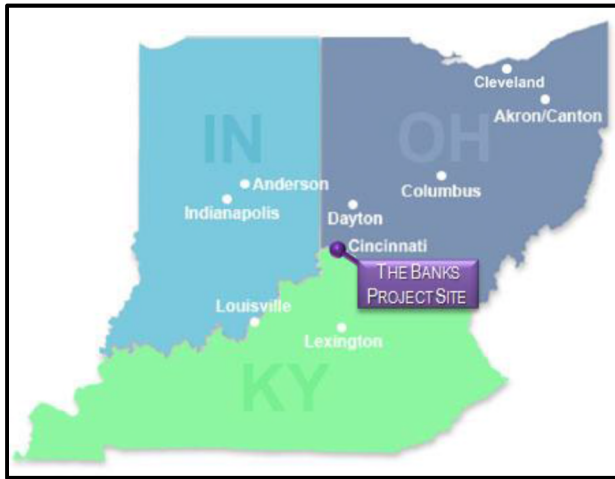 Cleveland
Akron/Canton
IN
OH
Anderson
Columbus
Indianapolis
Dayton
Cincinnati
THE BANKS
PROJECT SITE
Louisville
Lexington
KY